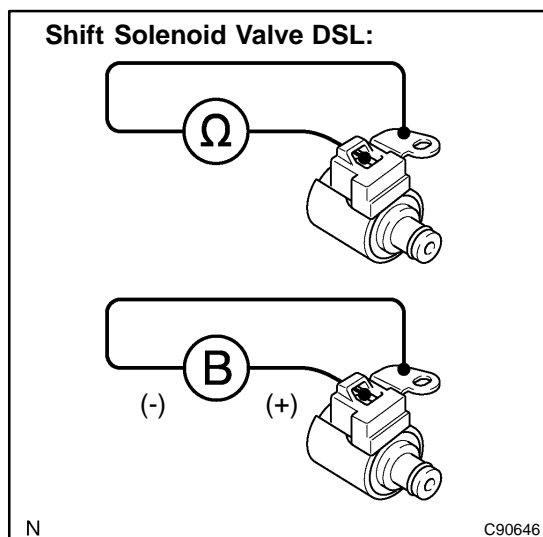 Shift Solenoid Valve DSL:
Ω
B
(-) (+)
N C90646